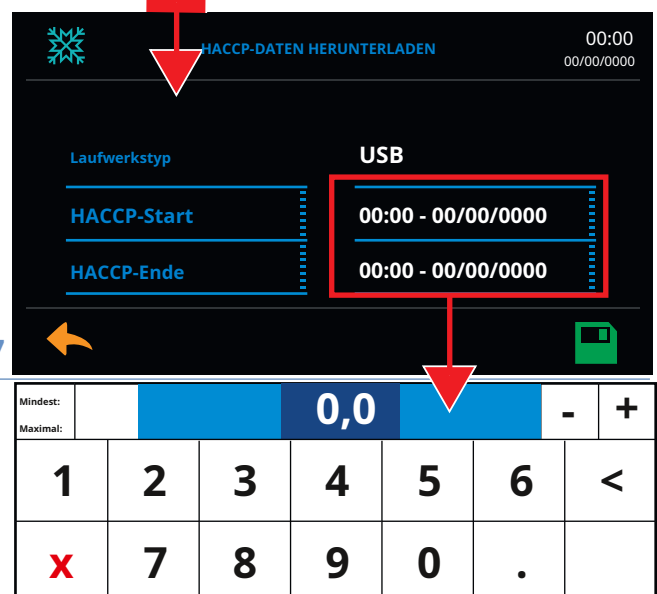 HACCP-DATEN HERUNTERLADEN
00:00
00/00/0000
Laufwerkstyp USB
HACCP-Start 00:00 - 00/00/0000
HACCP-Ende 00:00 - 00/00/0000
Mindest:
Maximal:
0,0 - +
1 2 3 4 5 6 <
x 7 8 9 0 .